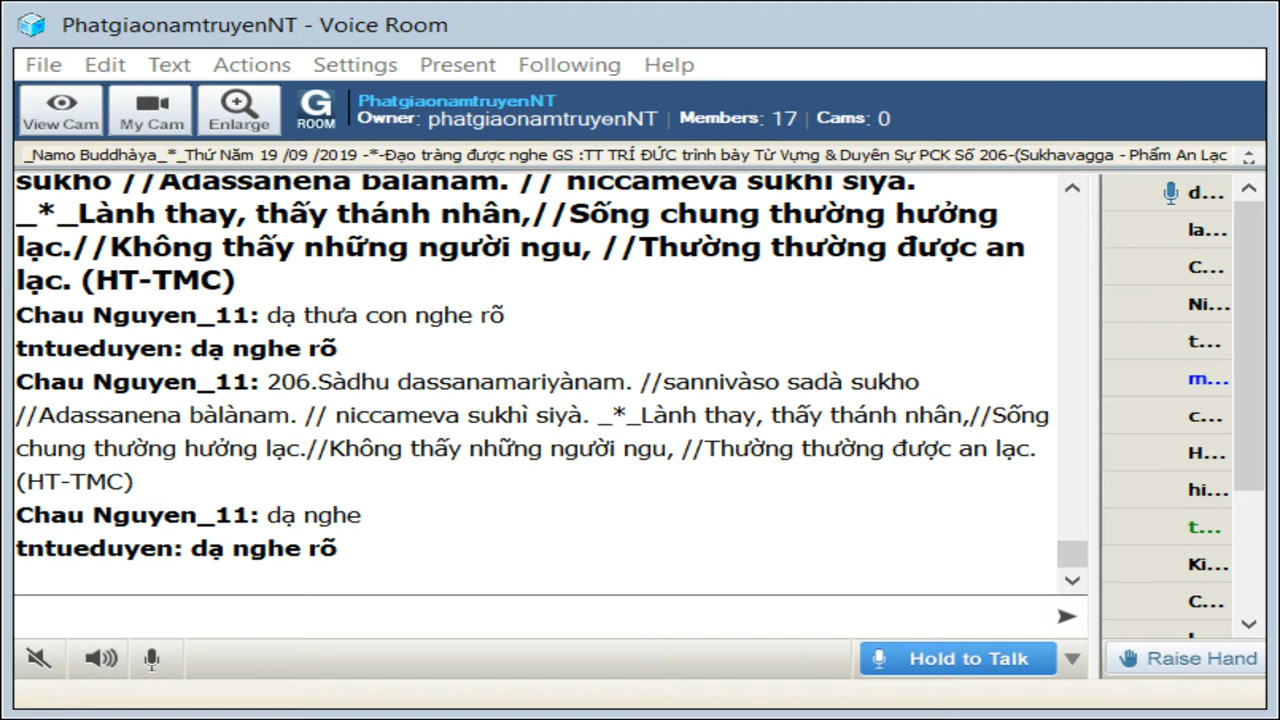 PhatgiaonamtruyenNT - Voice Room
File Edit Text Actions Settings Present Following Help
View Cam My Cam Enlarge G ROOM
PhatgiaonamtruyenNT
Owner: phatgiaonamtruyenNT Members: 17 Cams: 0
_Namo Buddhàya_*_Thứ Năm 19 /09 /2019 -*-Đạo tràng được nghe GS :TT TRÍ ĐỨC trình bày Từ Vựng & Duyên Sự PCK Số 206-(Sukhavagga - Phẩm An Lạc
sukho //Adassanena bàlànam. // niccameva sukhì siyà.
_*_Lành thay, thấy thánh nhân,//Sống chung thường hưởng
lạc.//Không thấy những người ngu, //Thường thường được an
lạc. (HT-TMC)
Chau Nguyen_11: dạ thưa con nghe rõ
tntueduyen: dạ nghe rõ
Chau Nguyen_11: 206.Sàdhu dassanamariyànam. //sannivàso sadà sukho
//Adassanena bàlànam. // niccameva sukhì siyà. _*_Lành thay, thấy thánh nhân,//Sống
chung thường hưởng lạc.//Không thấy những người ngu, //Thường thường được an lạc.
(HT-TMC)
Chau Nguyen_11: dạ nghe
tntueduyen: dạ nghe rõ
d...
la...
C...
Ni...
t...
m...
c...
H...
hi...
t...
Ki...
C...
Hold to Talk
Raise Hand